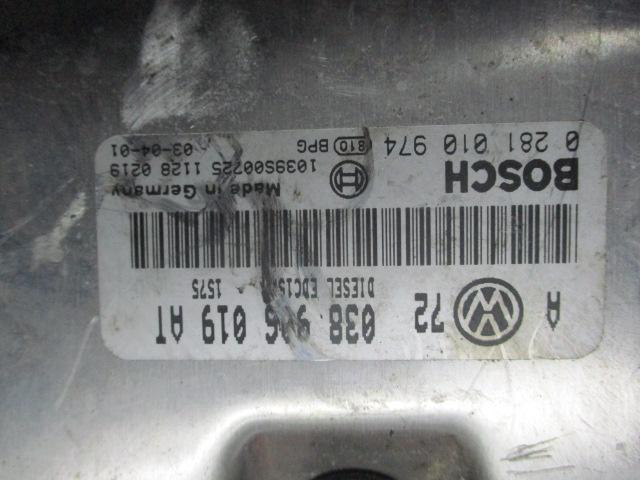 A
72
038 906 019 AT
DIESEL EDC15
1575
BOSCH
Made in Germany
1039S00725 1128 0219
0 281 010 974 810 BPG 03-04-01